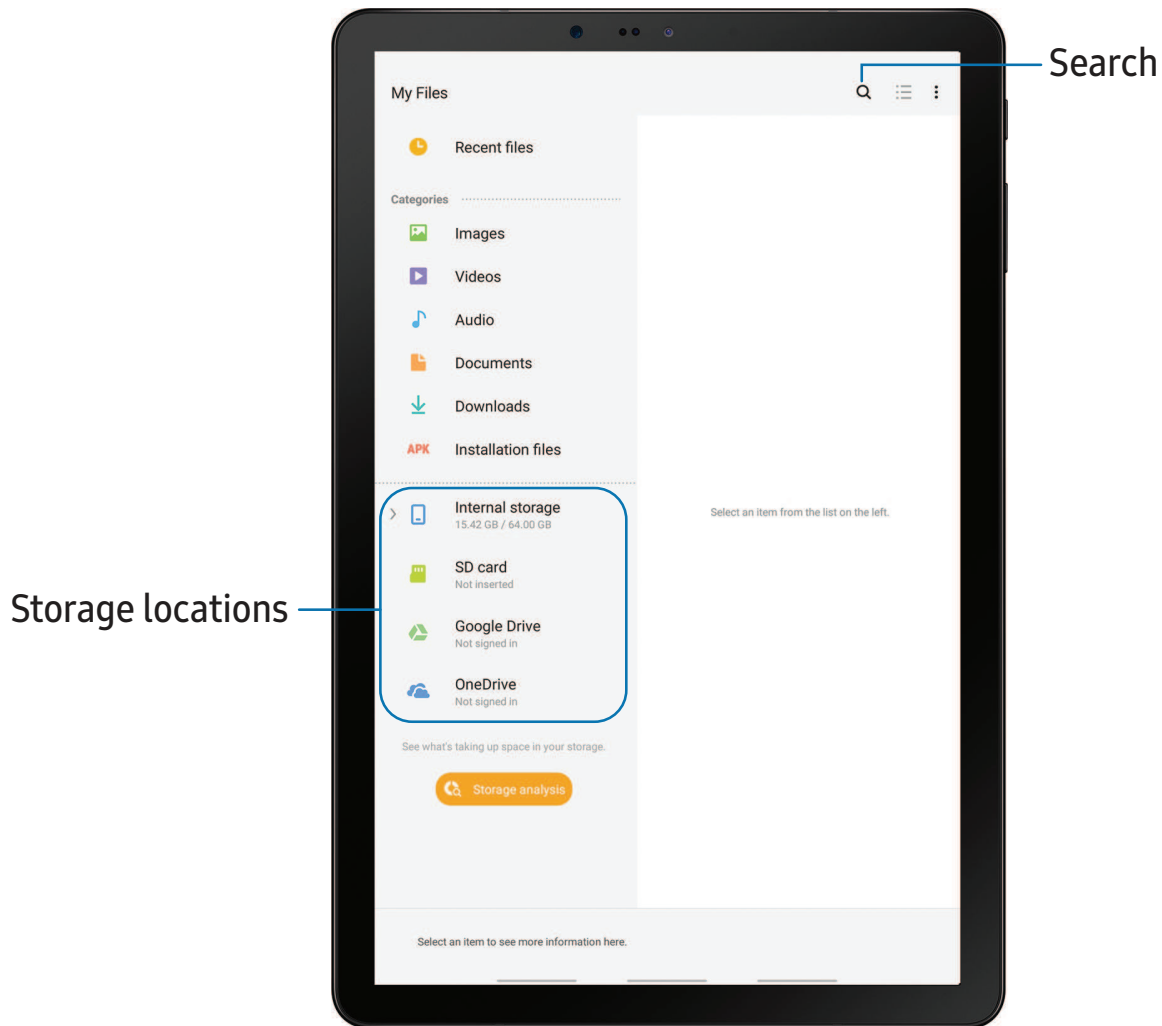 Search
My Files
Recent files
Categories
Images
Videos
Audio
Documents
Downloads
APK Installation files
Internal storage
15.42 GB / 64.00 GB
Select an item from the list on the left.
SD card
Not inserted
Storage locations
Google Drive
Not signed in
OneDrive
Not signed in
See what's taking up space in your storage.
Storage analysis
Select an item to see more information here.